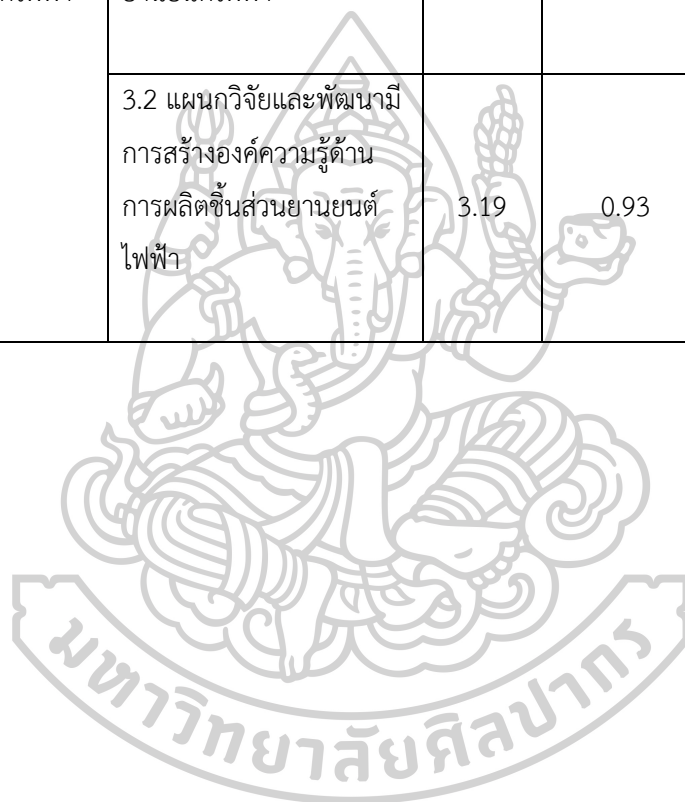 3.2 แผนกวิจัยและพัฒนามี
การสร้างองค์ความรู้ด้าน
การผลิตชิ้นส่วนยานยนต์
ไฟฟ้า
3.19
0.93
มหาวิทยาลัยศิลปากร